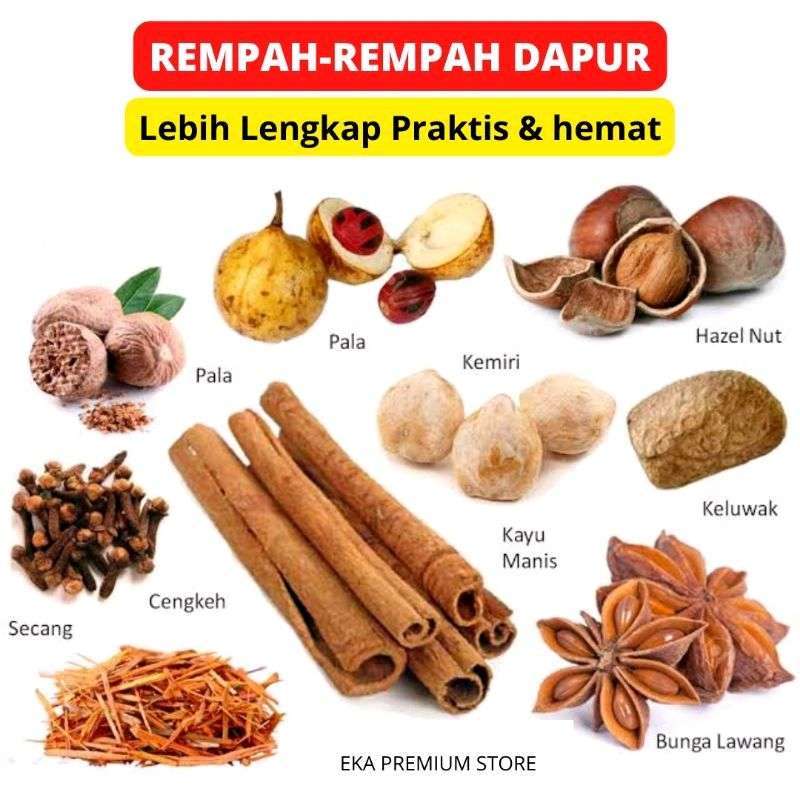 REMPAH-REMPAH DAPUR
Lebih Lengkap Praktis & hemat
Hazel Nut
Pala
Kemiri
Pala
Keluwak
Kayu
Manis
Cengkeh
Secang
Bunga Lawang
EKA PREMIUM STORE